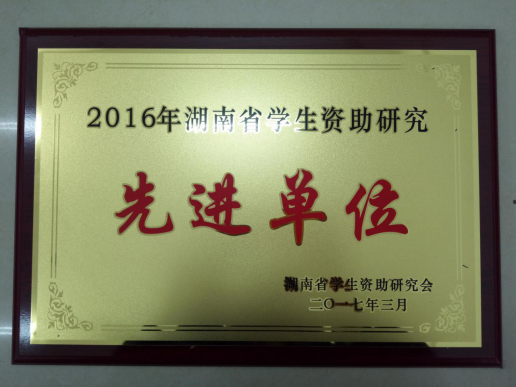 2016年湖南省学生资助研究
先进单位
湖南省学生资助研究会
二〇一七年三月